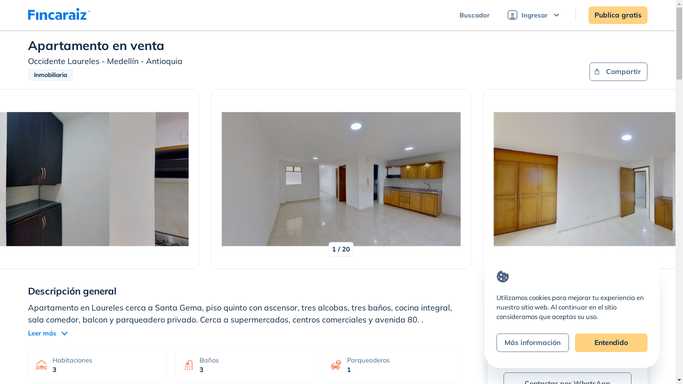 Fincaraiz
Buscador
Ingresar
Publica gratis
Apartamento en venta
Occidente Laureles - Medellín - Antioquia
Inmobiliaria
Compartir
1 / 20
Descripción general
Apartamento en Laureles cerca a Santa Gema, piso quinto con ascensor, tres alcobas, tres baños, cocina integral,
sala comedor, balcon y parqueadero privado. Cerca a supermercados, centros comerciales y avenida 80. .
Leer más
Habitaciones
3
Baños
3
Parqueaderos
1
Utilizamos cookies para mejorar tu experiencia en
nuestro sitio web. Al continuar en el sitio
consideramos que aceptas su uso.
Más información
Entendido
Contactar por WhatsApp